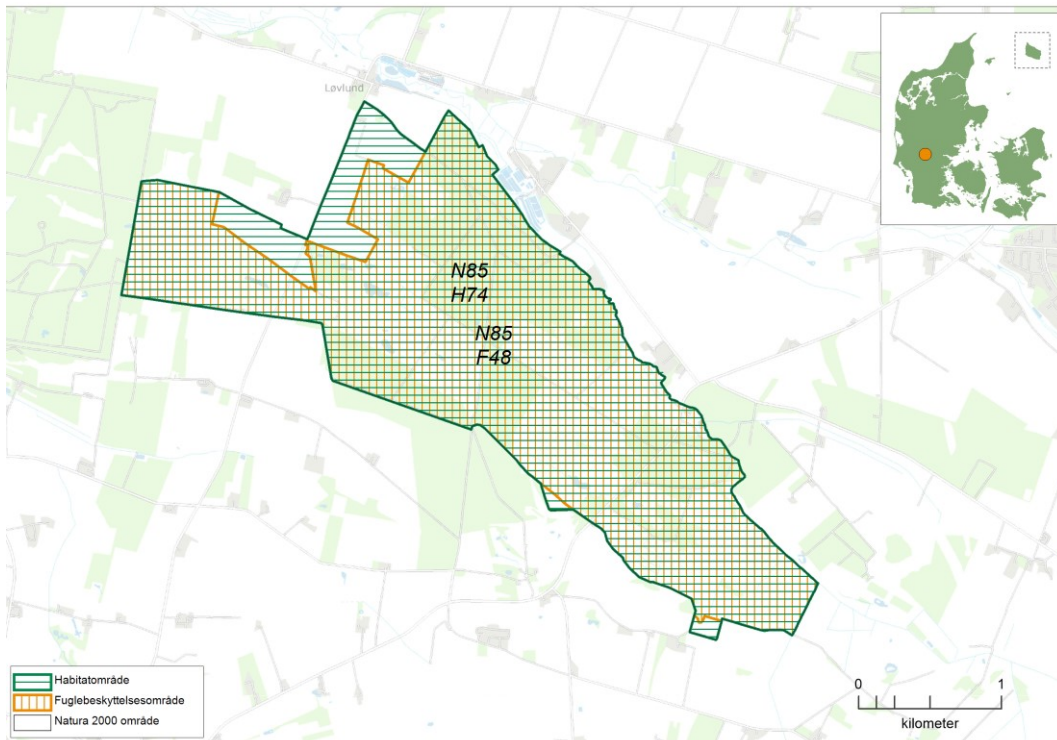 Løvlund
N85
H74
N85
F48
Habitatområde
Fuglebeskyttelsesområde
Natura 2000 område
0 1
kilometer